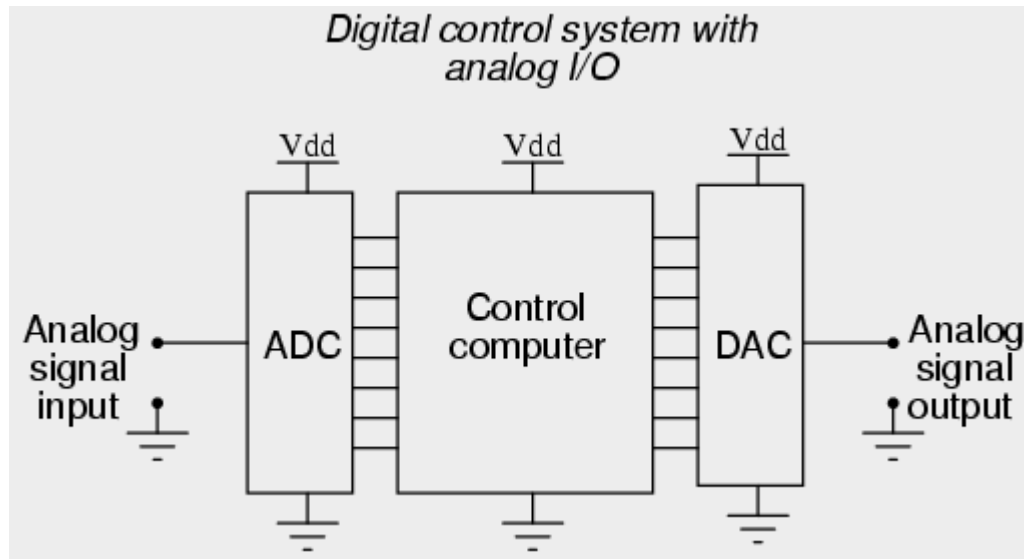 Digital control system with
analog I/O
Vdd
Vdd
Vdd
Analog
signal
input
ADC
Control
computer
DAC
Analog
signal
output